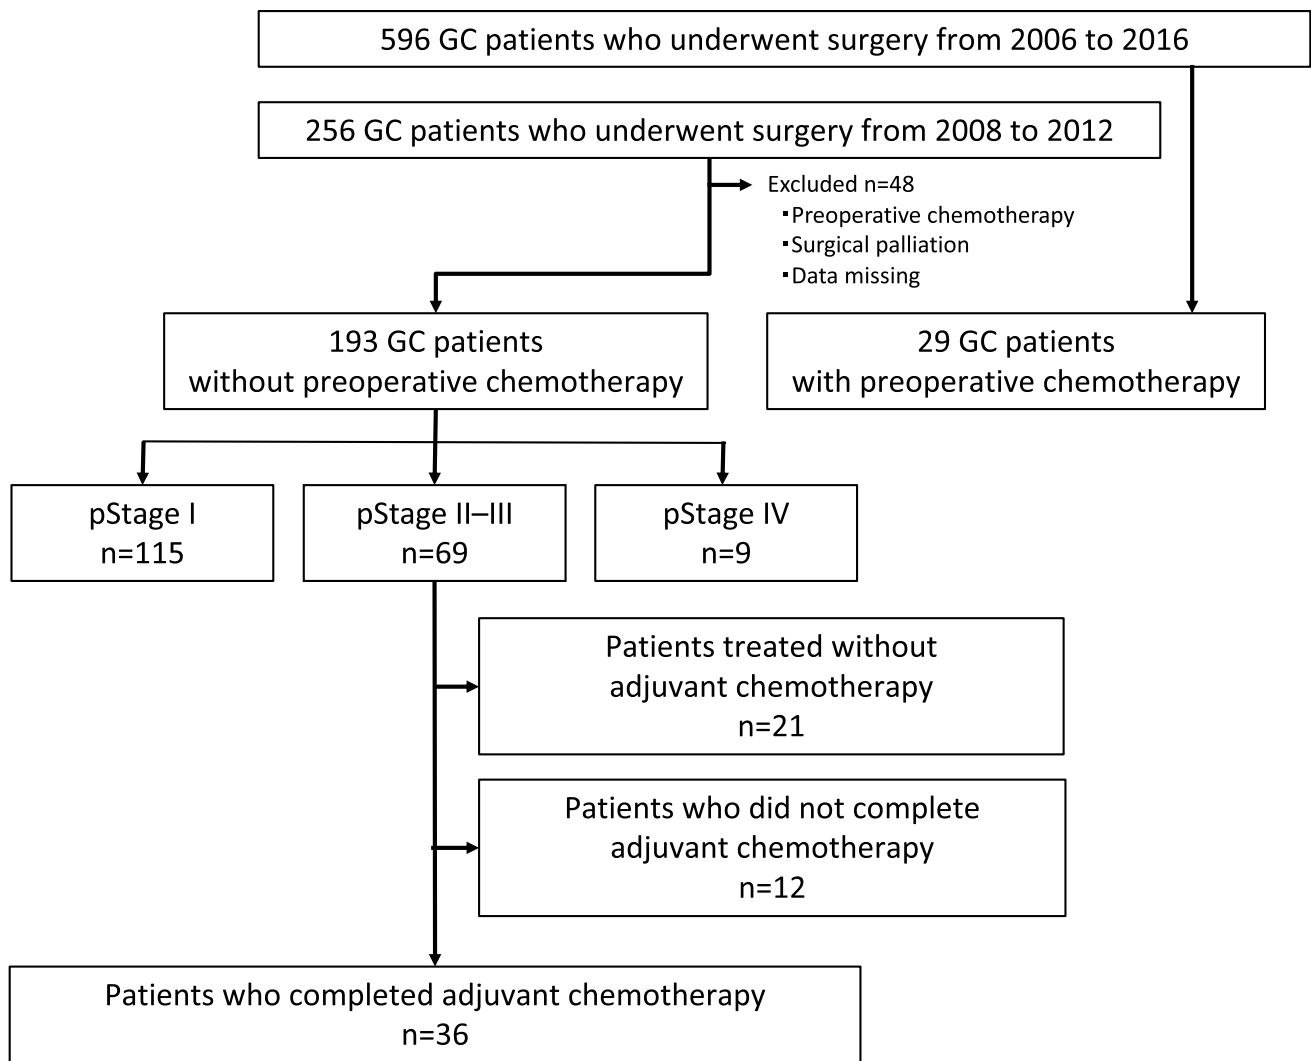 596 GC patients who underwent surgery from 2006 to 2016
256 GC patients who underwent surgery from 2008 to 2012
Excluded n=48
▪Preoperative chemotherapy
▪Surgical palliation
▪Data missing
193 GC patients
without preoperative chemotherapy
29 GC patients
with preoperative chemotherapy
pStage I
n=115
pStage II–III
n=69
pStage IV
n=9
Patients treated without
adjuvant chemotherapy
n=21
Patients who did not complete
adjuvant chemotherapy
n=12
Patients who completed adjuvant chemotherapy
n=36